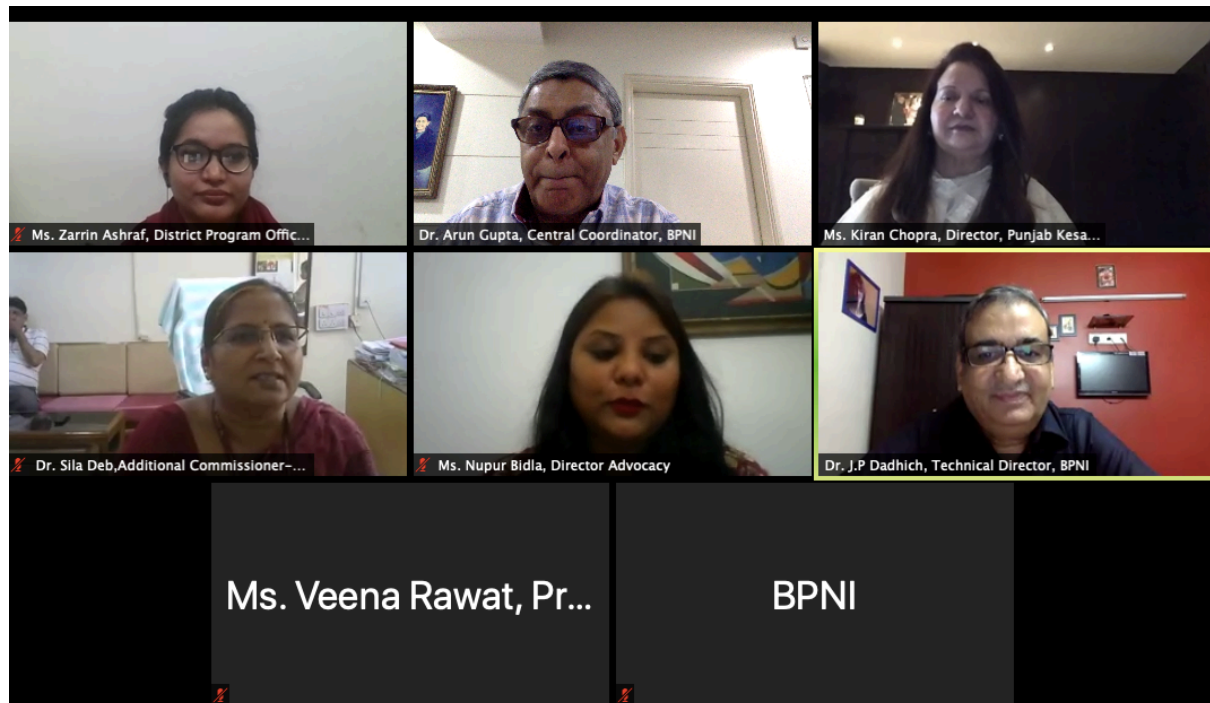 Ms. Zarrin Ashraf, District Program Offic...
Dr. Arun Gupta, Central Coordinator, BPNI
Ms. Kiran Chopra, Director, Punjab Kesa...
Dr. Sila Deb,Additional Commissioner-...
Ms. Nupur Bidla, Director Advocacy
Dr. J.P Dadhich, Technical Director, BPNI
Ms. Veena Rawat, Pr...
BPNI